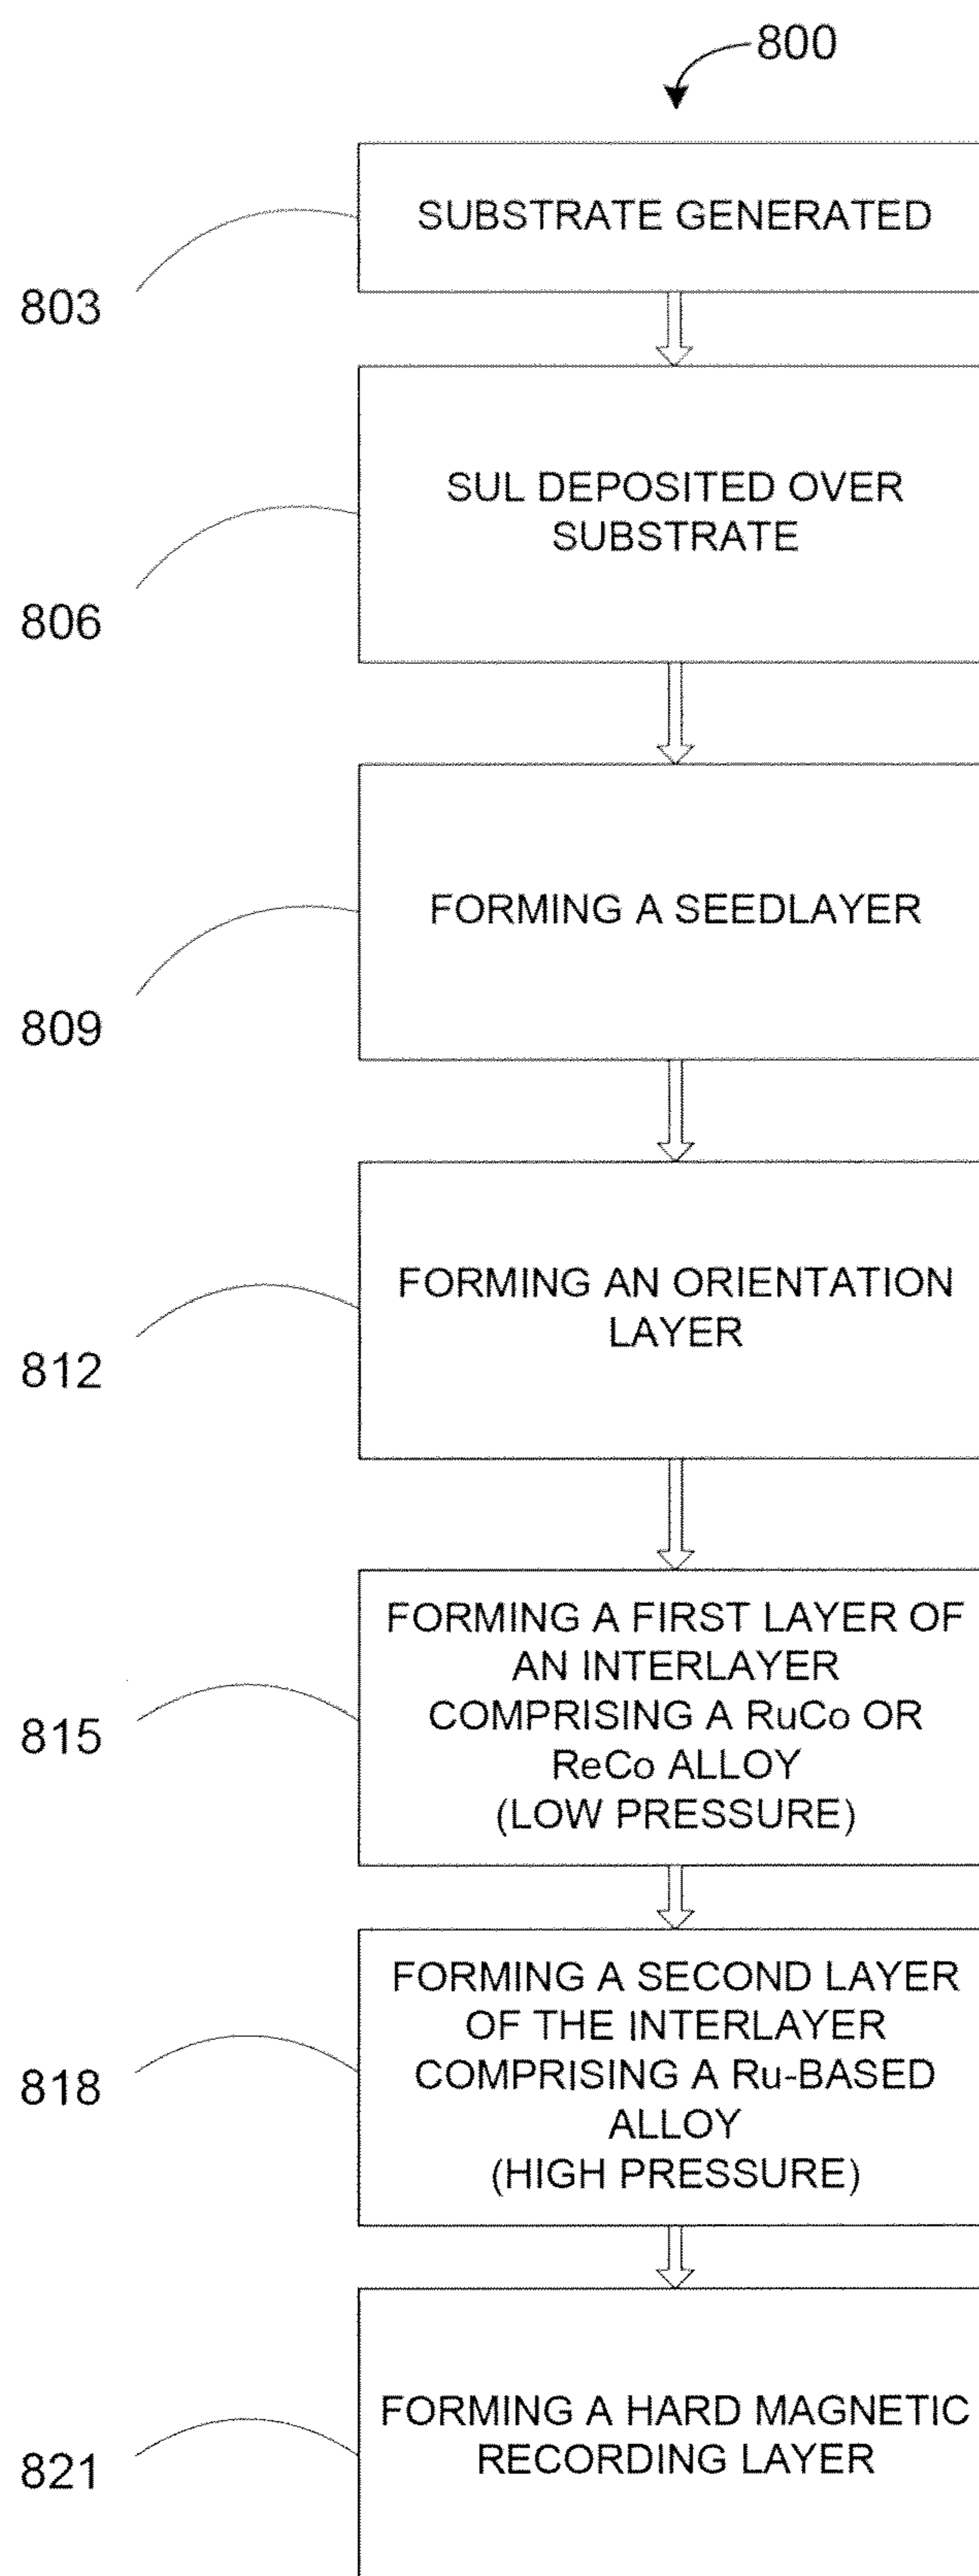 800
SUBSTRATE GENERATED
803
SUL DEPOSITED OVER
SUBSTRATE
806
FORMING A SEEDLAYER
809
FORMING AN ORIENTATION
LAYER
812
FORMING A FIRST LAYER OF
AN INTERLAYER
COMPRISING A RuCo OR
ReCo ALLOY
(LOW PRESSURE)
815
FORMING A SECOND LAYER
OF THE INTERLAYER
COMPRISING A Ru-BASED
ALLOY
(HIGH PRESSURE)
818
FORMING A HARD MAGNETIC
RECORDING LAYER
821